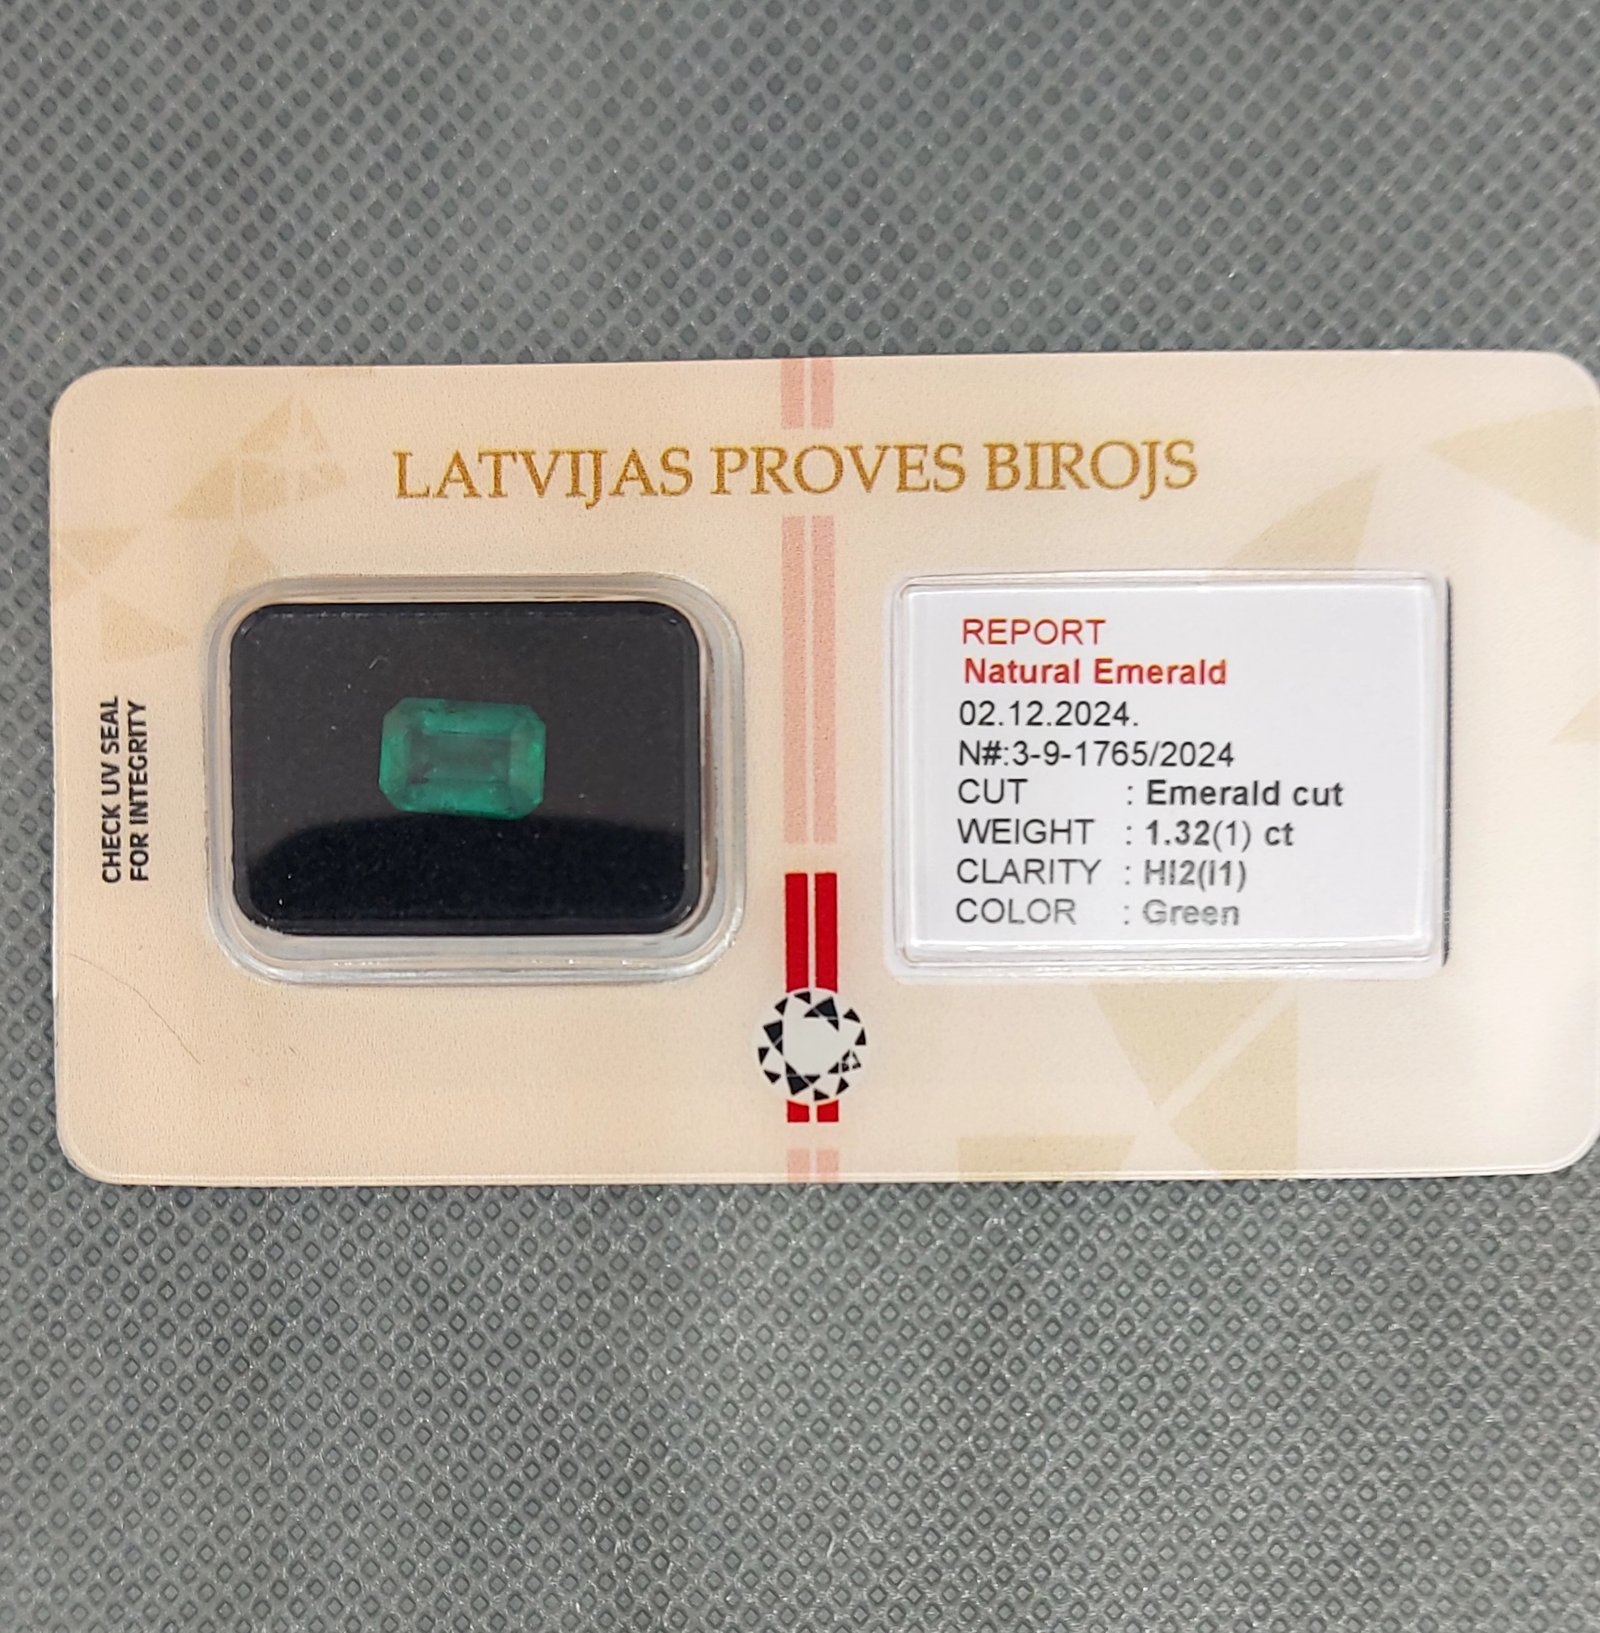 LATVIJAS PROVES BIROJS
CHECK UV SEAL
FOR INTEGRITY
REPORT
Natural Emerald
02.12.2024.
N#:3-9-1765/2024
CUT : Emerald cut
WEIGHT : 1.32(1) ct
CLARITY : HI2(I1)
COLOR : Green